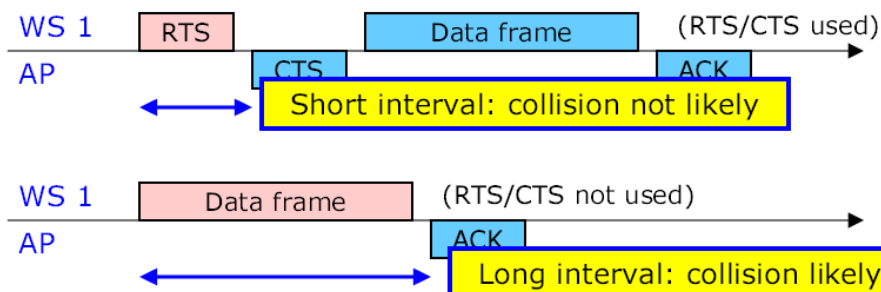 WS 1 RTS Data frame (RTS/CTS used)
AP CTS ACK
Short interval: collision not likely
WS 1 Data frame (RTS/CTS not used)
AP ACK
Long interval: collision likely